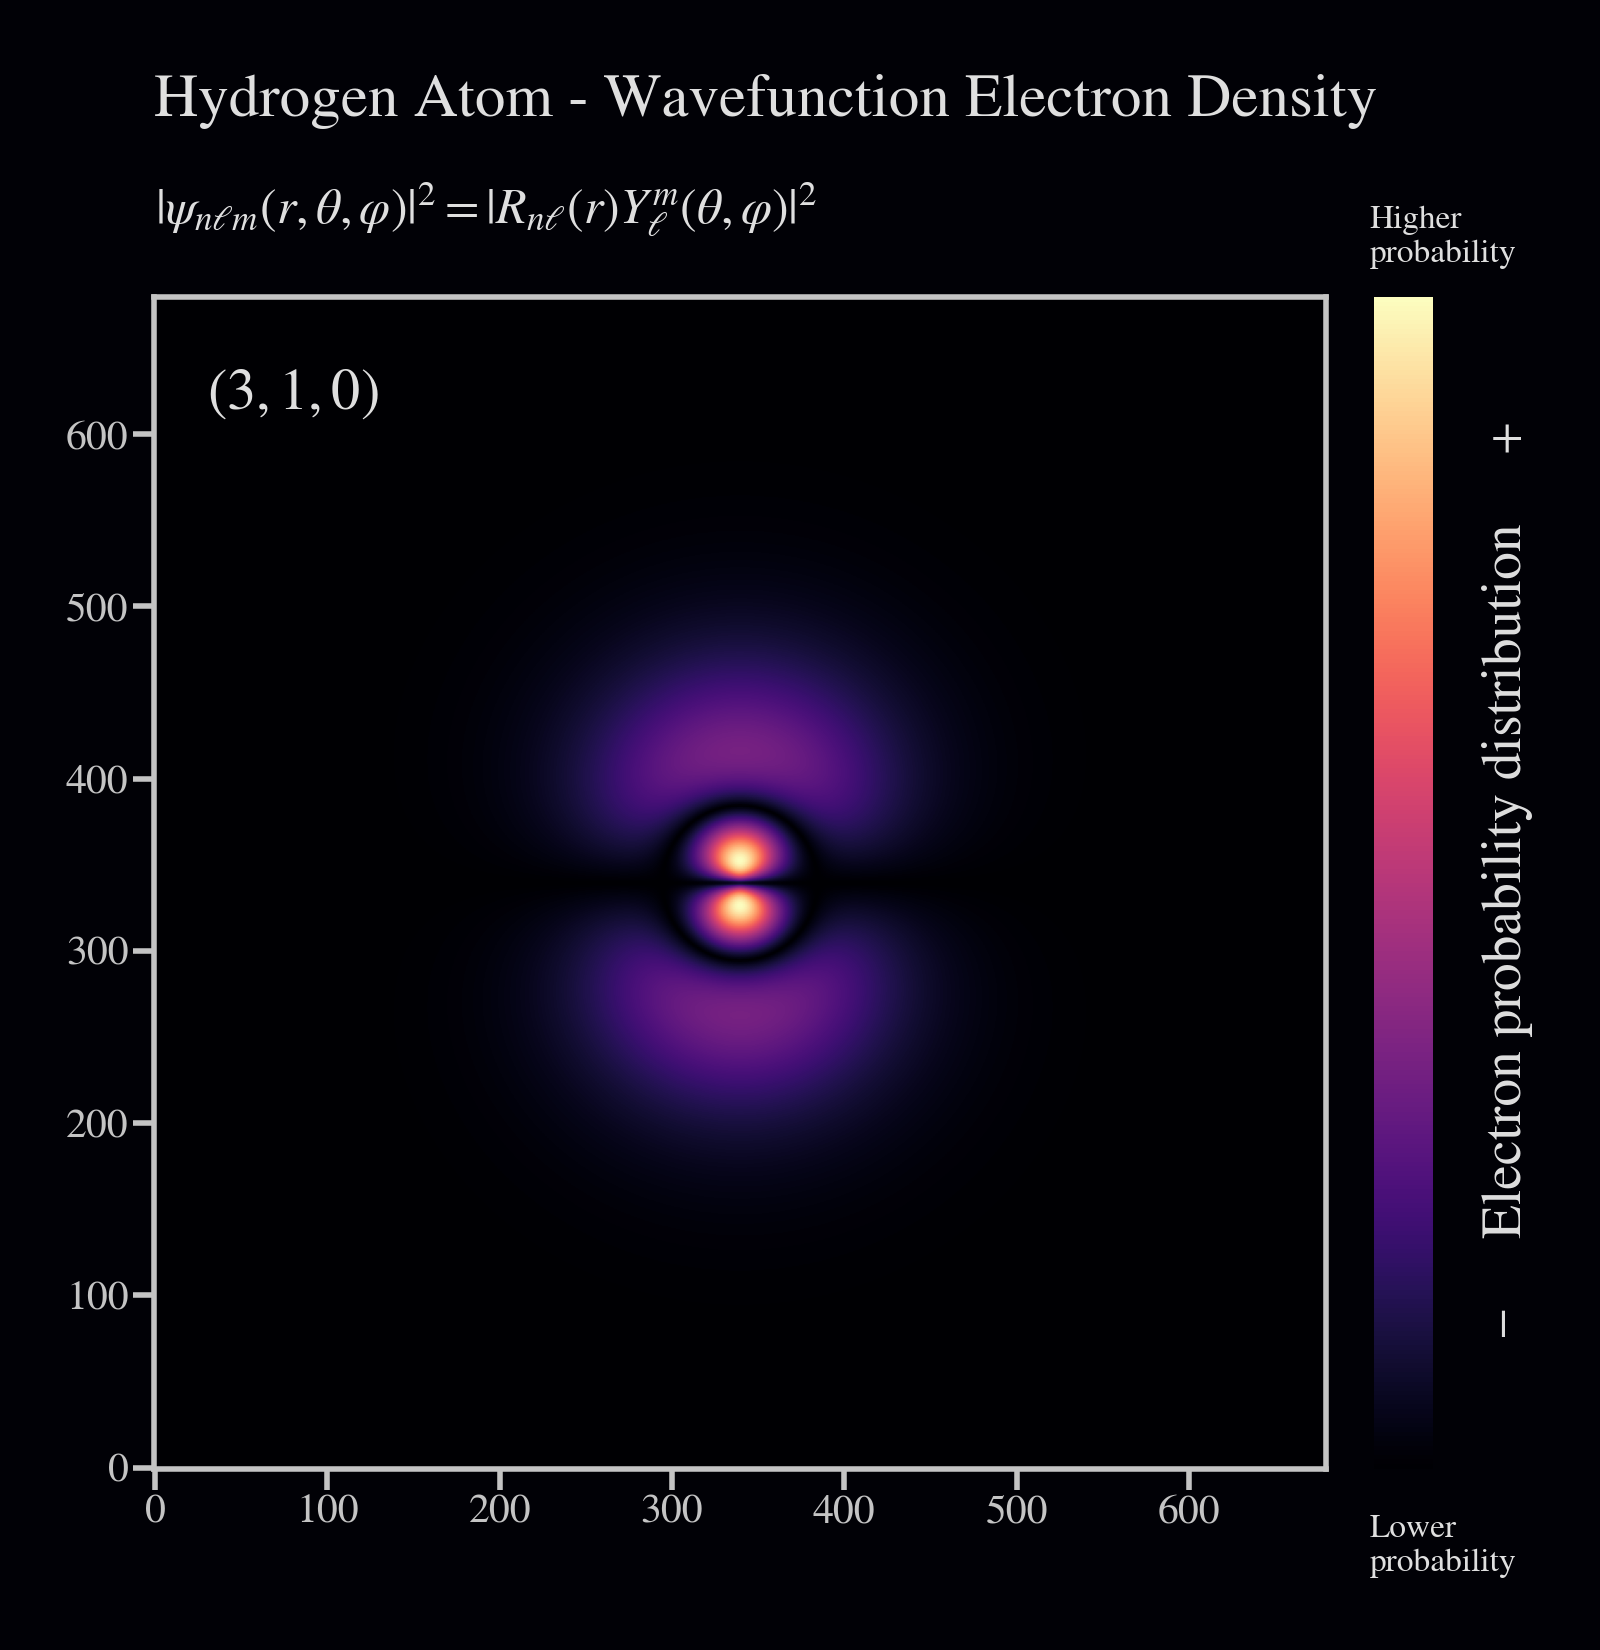 Hydrogen Atom - Wavefunction Electron Density
|ψnℓm(r, θ, φ)|² = |Rnℓ(r)Yℓᵐ(θ, φ)|²
Higher
probability
(3, 1, 0)
600
500
400
300
200
100
0
0 100 200 300 400 500 600
− Electron probability distribution +
Lower
probability